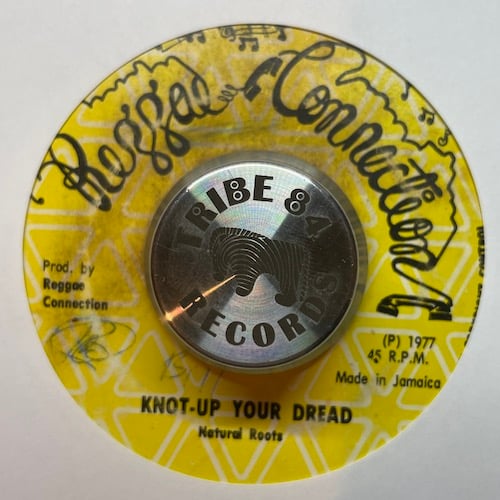 Reggae Connection
TRIBE 84
RECORDS
Prod. by
Reggae
Connection
(P) 1977
45 R.P.M.
Made in Jamaica
KNOT-UP YOUR DREAD
Natural Roots